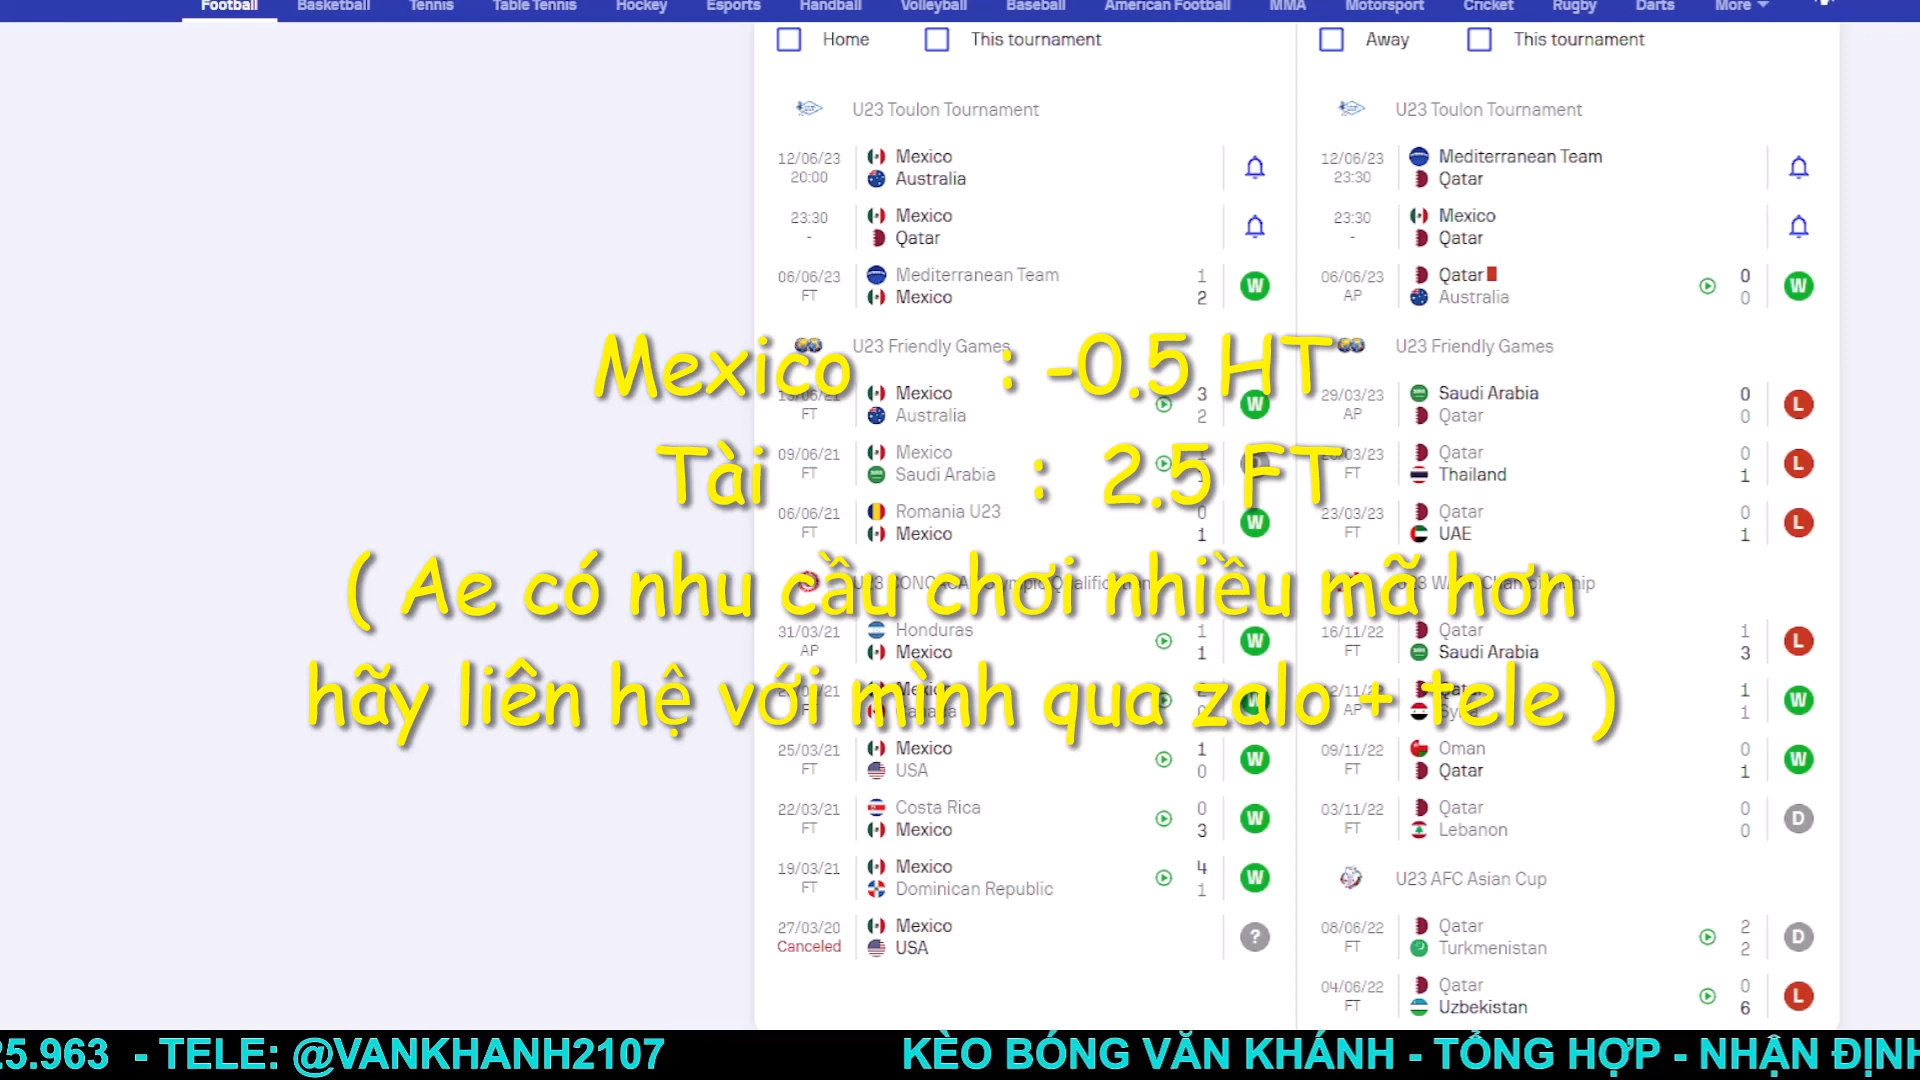 Football Basketball Tennis Table Tennis Hockey Esports Handball Volleyball Baseball American Football MMA Motorsport Cricket Rugby Darts More
Home This tournament
Away This tournament
U23 Toulon Tournament
12/06/23 Mexico
20:00 Australia
23:30 Mexico
- Qatar
06/06/23 Mediterranean Team 1
FT Mexico 2 W
U23 Friendly Games
Mexico 3
FT Australia 2 W
09/06/21 Mexico
FT Saudi Arabia
06/06/21 Romania U23 0
FT Mexico 1 W
31/03/21 Honduras 1
AP Mexico 1 W
25/03/21 Mexico 1
FT USA 0 W
22/03/21 Costa Rica 0
FT Mexico 3 W
19/03/21 Mexico 4
FT Dominican Republic 1 W
27/03/20 Mexico
Canceled USA ?
U23 Toulon Tournament
12/06/23 Mediterranean Team
23:30 Qatar
23:30 Mexico
- Qatar
06/06/23 Qatar 0
AP Australia 0 W
U23 Friendly Games
29/03/23 Saudi Arabia 0
AP Qatar 0 L
Qatar 0
FT Thailand 1 L
23/03/23 Qatar 0
FT UAE 1 L
16/11/22 Qatar 1
FT Saudi Arabia 3 L
Qatar 1
AP Syria 1 W
09/11/22 Oman 0
FT Qatar 1 W
03/11/22 Qatar 0
FT Lebanon 0 D
U23 AFC Asian Cup
08/06/22 Qatar 2
FT Turkmenistan 2 D
04/06/22 Qatar 0
FT Uzbekistan 6 L
Mexico : -0.5 HT
Tài : 2.5 FT
( Ae có nhu cầu chơi nhiều mã hơn
hãy liên hệ với mình qua zalo + tele )
25.963 - TELE: @VANKHANH2107 KÈO BÓNG VĂN KHÁNH - TỔNG HỢP - NHẬN ĐỊNH